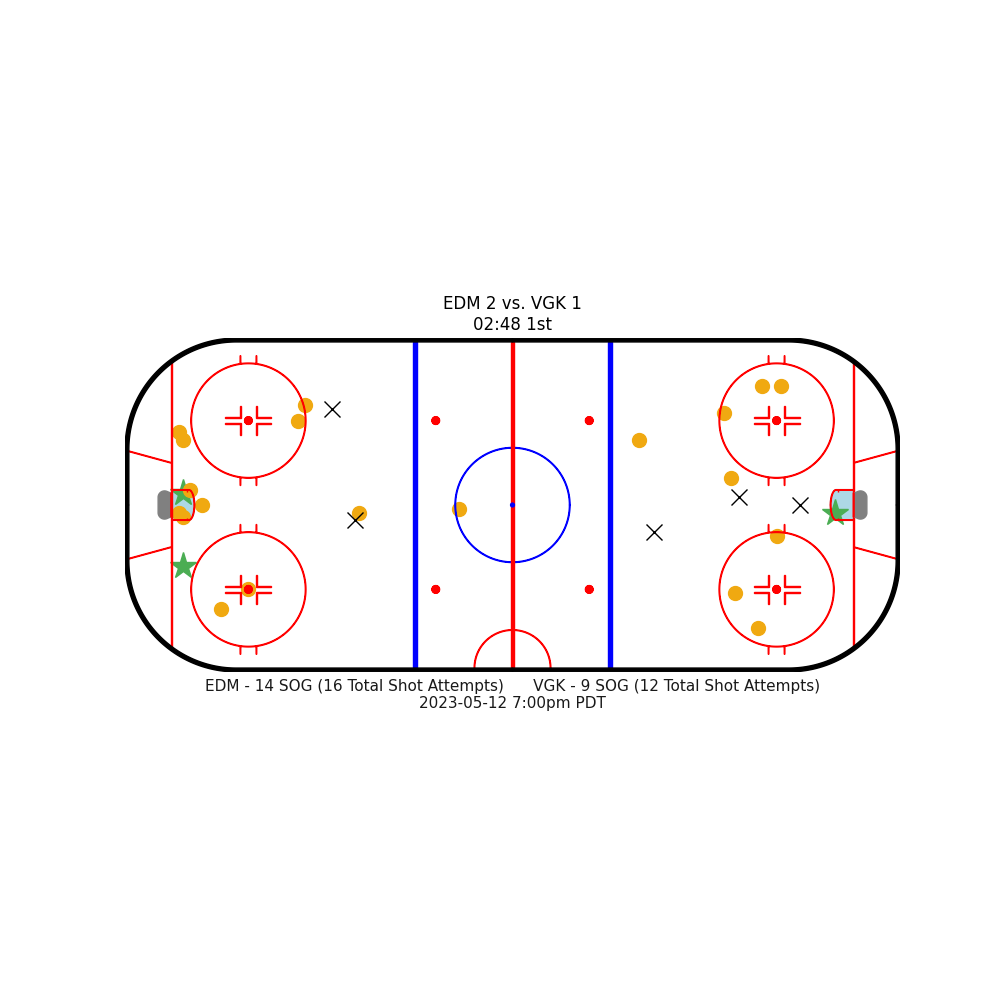 EDM 2 vs. VGK 1
02:48 1st
EDM - 14 SOG (16 Total Shot Attempts) VGK - 9 SOG (12 Total Shot Attempts)
2023-05-12 7:00pm PDT